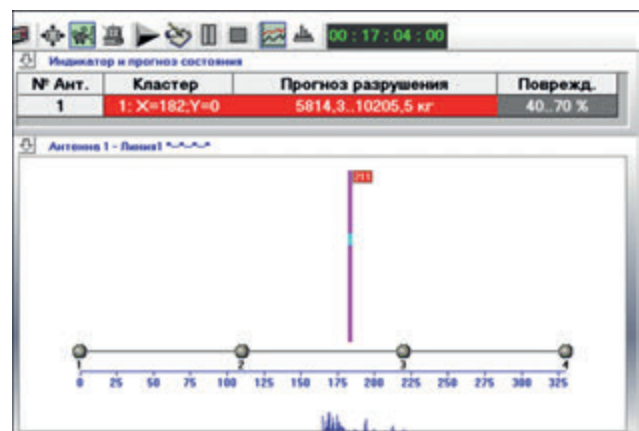 00 : 17 : 04 : 00
Индикатор и прогноз состояния
№ Ант. Кластер Прогноз разрушения Поврежд.
1 1: X=182;Y=0 5814,3..10205,5 кг 40..70 %
Антенна 1 - Линия1
211
1 2 3 4
0 25 50 75 100 125 150 175 200 225 250 275 300 325